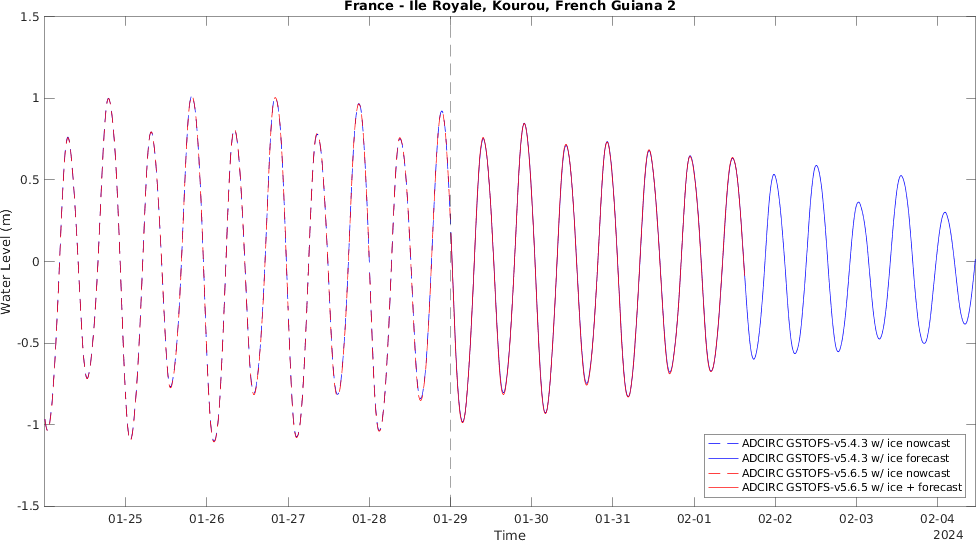 France - Ile Royale, Kourou, French Guiana 2
1.5
1
0.5
0
-0.5
-1
-1.5
Water Level (m)
01-25 01-26 01-27 01-28 01-29 01-30 01-31 02-01 02-02 02-03 02-04
Time
2024
ADCIRC GSTOFS-v5.4.3 w/ ice nowcast
ADCIRC GSTOFS-v5.4.3 w/ ice forecast
ADCIRC GSTOFS-v5.6.5 w/ ice nowcast
ADCIRC GSTOFS-v5.6.5 w/ ice + forecast